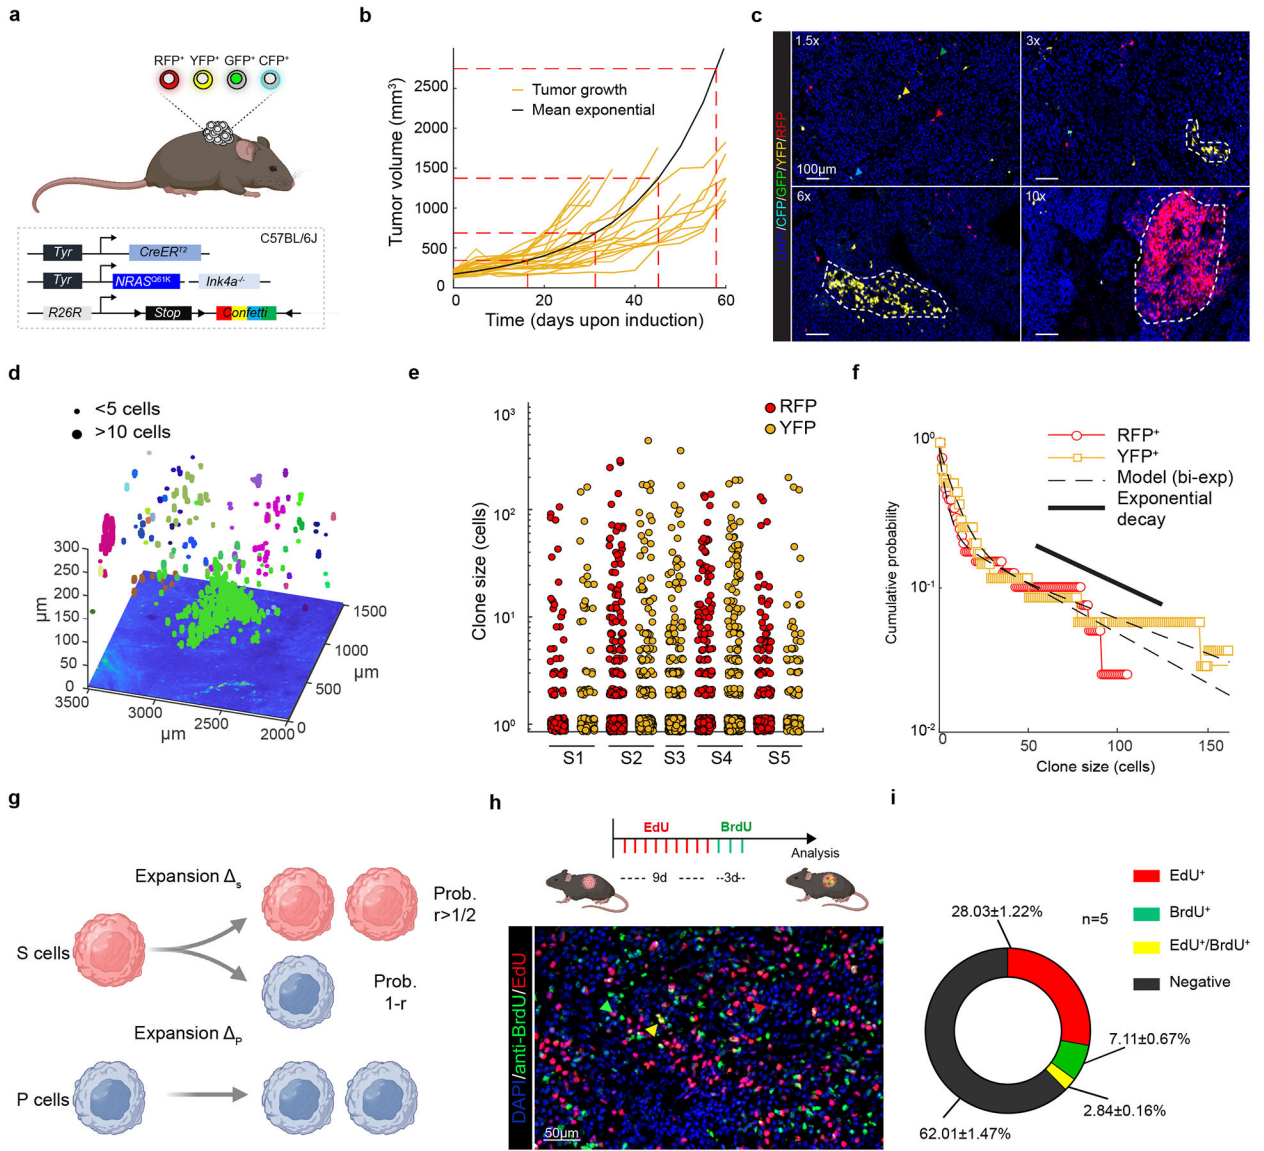 a
RFP⁺ YFP⁺ GFP⁺ CFP⁺
C57BL/6J
Tyr CreERᵀ²
Tyr NRASQ61K Ink4a-/-
R26R Stop Confetti
b
Tumor volume (mm³)
2500
2000
1500
1000
500
0
Tumor growth
Mean exponential
0 20 40 60
Time (days upon induction)
c
DAPI/CFP/GFP/YFP/RFP
1.5x
100µm
3x
6x
10x
d
<5 cells
>10 cells
300
250
200
150
100
50
0
µm
3500 3000 2500 2000
µm
0
500
1000
1500
µm
e
RFP
YFP
Clone size (cells)
10³
10²
10¹
10⁰
S1 S2 S3 S4 S5
f
RFP⁺
YFP⁺
Model (bi-exp)
Exponential
decay
Cumulative probability
10⁰
10⁻¹
10⁻²
0 50 100 150
Clone size (cells)
g
Expansion Δs
S cells
Prob.
r>1/2
Prob.
1-r
Expansion ΔP
P cells
h
EdU BrdU
Analysis
9d 3d
DAPI/anti-BrdU/EdU
50µm
i
EdU⁺
BrdU⁺
EdU⁺/BrdU⁺
Negative
n=5
28.03±1.22%
7.11±0.67%
2.84±0.16%
62.01±1.47%